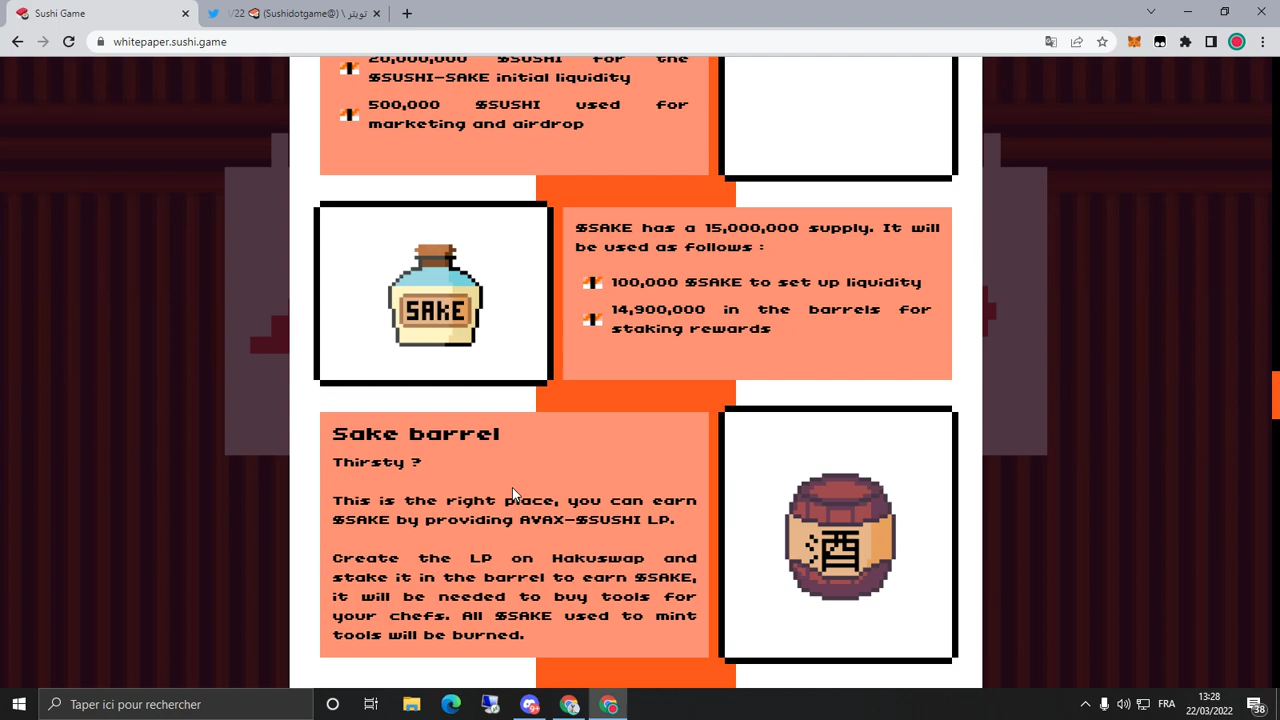 Sushi Game
توبتر \ (@Sushidotgame) 🍣 22/
whitepaper.sushi.game
20,000,000 $SUSHI for the
$SUSHI-SAKE initial liquidity
500,000 $SUSHI used for
marketing and airdrop
SAKE
$SAKE has a 15,000,000 supply. It will
be used as follows :
100,000 $SAKE to set up liquidity
14,900,000 in the barrels for
staking rewards
Sake barrel
Thirsty ?
This is the right place, you can earn
$SAKE by providing AVAX-$SUSHI LP.
Create the LP on Hakuswap and
stake it in the barrel to earn $SAKE,
it will be needed to buy tools for
your chefs. All $SAKE used to mint
tools will be burned.
酒
Taper ici pour rechercher
9+
FRA
13:28
22/03/2022
38